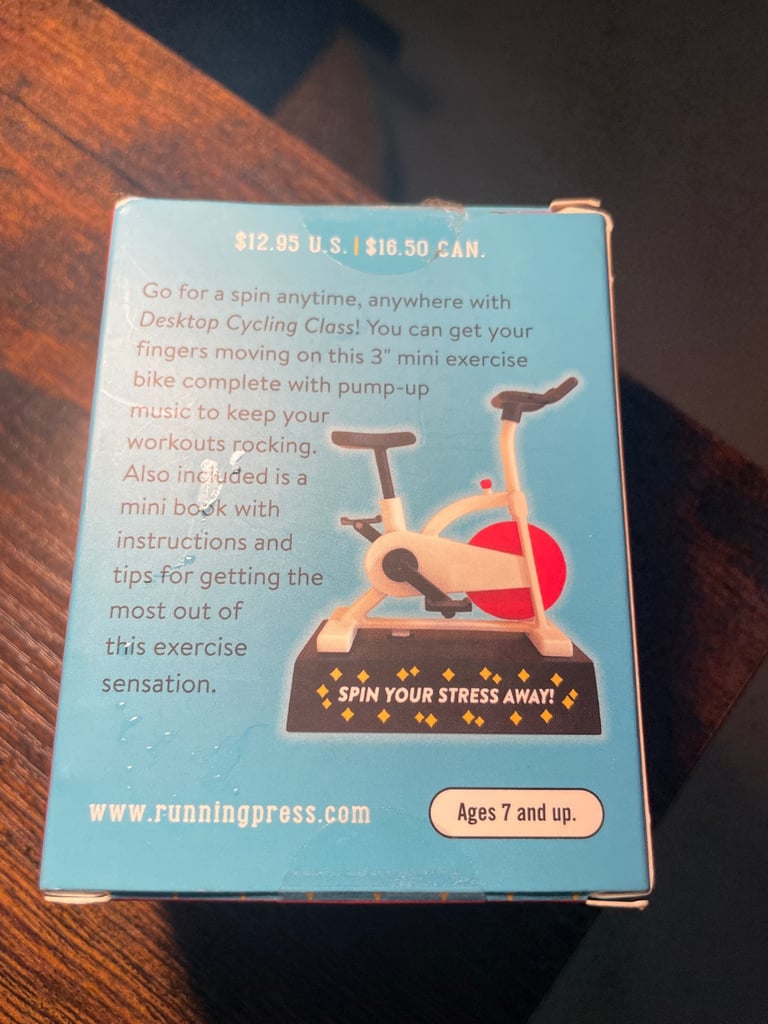 $12.95 U.S. | $16.50 CAN.
Go for a spin anytime, anywhere with
Desktop Cycling Class! You can get your
fingers moving on this 3" mini exercise
bike complete with pump-up
music to keep your
workouts rocking.
Also included is a
mini book with
instructions and
tips for getting the
most out of
this exercise
sensation.
SPIN YOUR STRESS AWAY!
www.runningpress.com
Ages 7 and up.